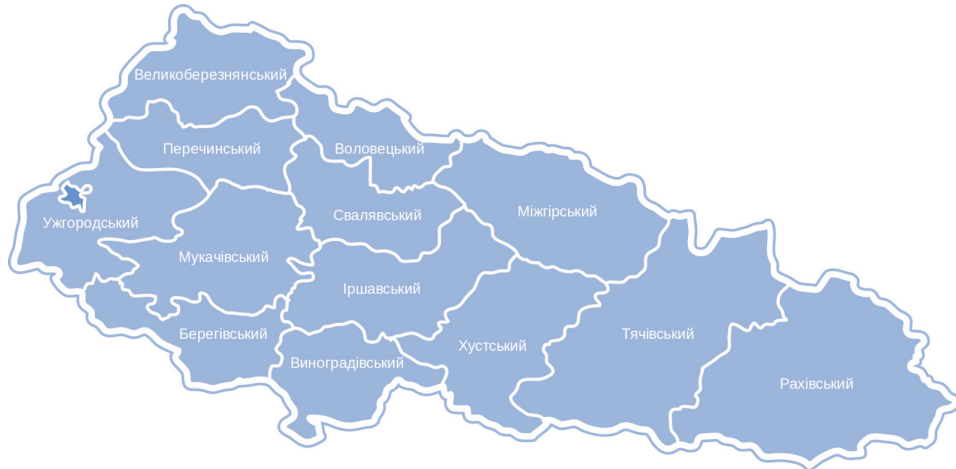 Великоберезнянський
Перечинський
Воловецький
Ужгородський
Свалявський
Міжгірський
Мукачівський
Іршавський
Берегівський
Виноградівський
Хустський
Тячівський
Рахівський